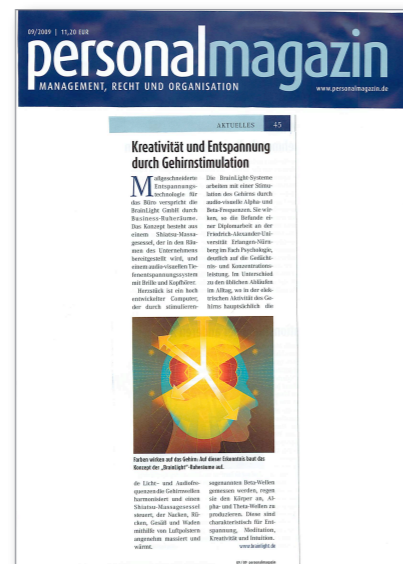 09/2009 | 11,20 EUR
personalmagazin
MANAGEMENT, RECHT UND ORGANISATION
www.personalmagazin.de
AKTUELLES 45
Kreativität und Entspannung
durch Gehirnstimulation
Maßgeschneiderte
Entspannungs-
technologie für
das Büro verspricht die
BrainLight GmbH durch
Business-Ruheräume.
Das Konzept besteht aus
einem Shiatsu-Massa-
gesessel, der in den Räu-
men des Unternehmens
bereitgestellt wird, und
einem audio-visuellen Tie-
fenentspannungssystem
mit Brille und Kopfhörer.
Herzstück ist ein hoch
entwickelter Computer,
der durch stimulieren-
Die BrainLight-Systeme
arbeiten mit einer Stimu-
lation des Gehirns durch
audio-visuelle Alpha- und
Beta-Frequenzen. Sie wir-
ken, so die Befunde ei-
ner Diplomarbeit an der
Friedrich-Alexander-Uni-
versität Erlangen-Nürn-
berg im Fach Psychologie,
deutlich auf die Gedächt-
nis- und Konzentrations-
leistung. Im Unterschied
zu den üblichen Abläufen
im Alltag, wo in der elek-
trischen Aktivität des Ge-
hirns hauptsächlich die
Farben wirken auf das Gehirn: Auf dieser Erkenntnis baut das
Konzept der „BrainLight“-Ruheräume auf.
de Licht- und Audiofre-
quenzen die Gehirnwellen
harmonisiert und einen
Shiatsu-Massagesessel
steuert, der Nacken, Rü-
cken, Gesäß und Waden
mithilfe von Luftpolstern
angenehm massiert und
wärmt.
sogenannten Beta-Wellen
gemessen werden, regen
sie den Körper an, Al-
pha- und Theta-Wellen zu
produzieren. Diese sind
charakteristisch für Ent-
spannung, Meditation,
Kreativität und Intuition.
www.brainlight.de
09 / 09 personalmagazin